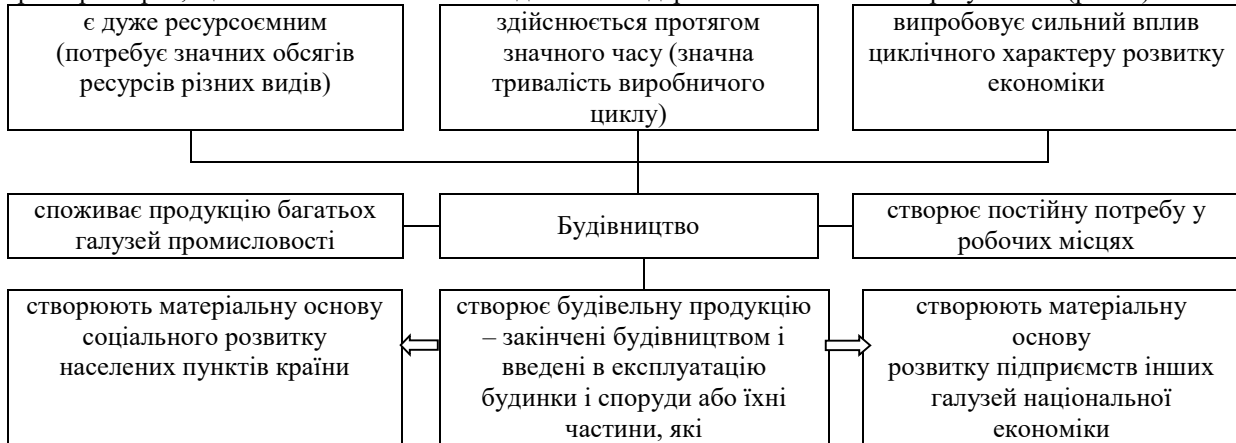 є дуже ресурсоємним
(потребує значних обсягів
ресурсів різних видів)
здійснюється протягом
значного часу (значна
тривалість виробничого
циклу)
випробовує сильний вплив
циклічного характеру розвитку
економіки
споживає продукцію багатьох
галузей промисловості
Будівництво
створює постійну потребу у
робочих місцях
створюють матеріальну основу
соціального розвитку
населених пунктів країни
створює будівельну продукцію
– закінчені будівництвом і
введені в експлуатацію
будинки і споруди або їхні
частини, які
створюють матеріальну
основу
розвитку підприємств інших
галузей національної
економіки